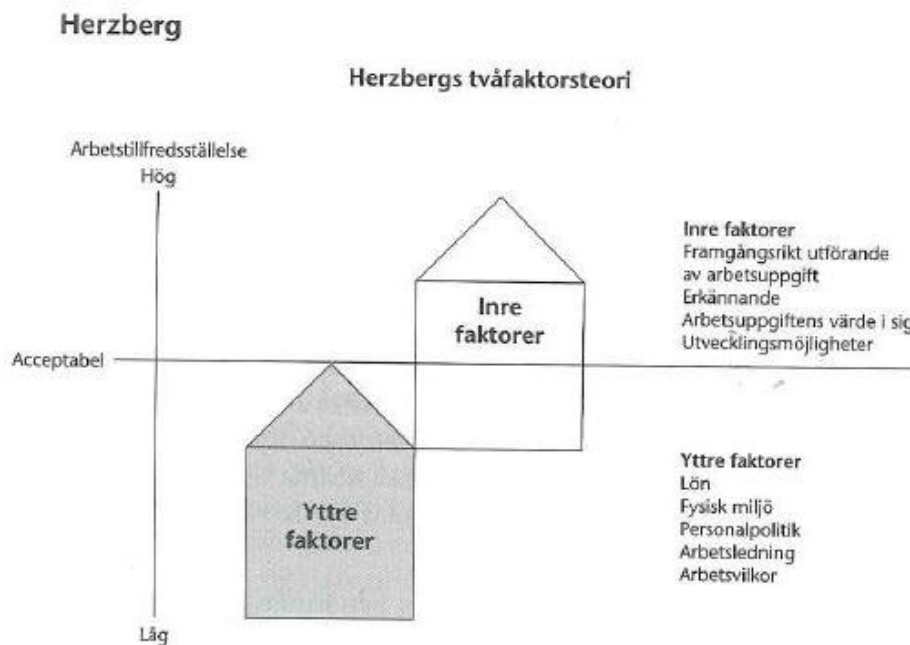 Herzberg
Herzbergs tvåfaktorsteori
Arbetstillfredsställelse
Hög
Inre faktorer
Framgångsrikt utförande
av arbetsuppgift
Erkännande
Arbetsuppgiftens värde i sig
Utvecklingsmöjligheter
Inre
faktorer
Acceptabel
Yttre faktorer
Lön
Fysisk miljö
Personalpolitik
Arbetsledning
Arbetsvilkor
Yttre
faktorer
Låg